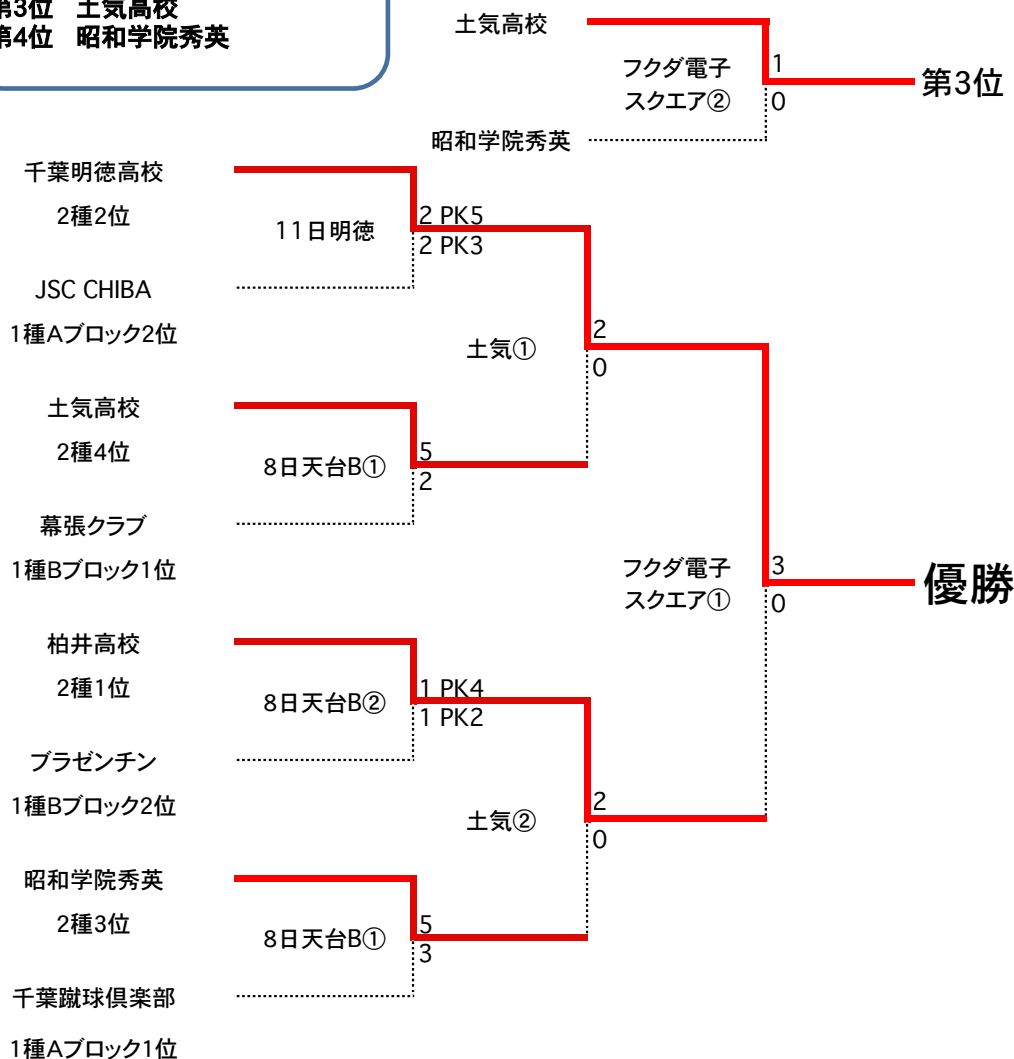 第3位 土気高校
第4位 昭和学院秀英
土気高校
フクダ電子
スクエア②
1
0
第3位
昭和学院秀英
千葉明徳高校
2種2位
11日明徳
2 PK5
2 PK3
JSC CHIBA
1種Aブロック2位
土気①
2
0
土気高校
2種4位
8日天台B①
5
2
幕張クラブ
1種Bブロック1位
フクダ電子
スクエア①
3
0
優勝
柏井高校
2種1位
8日天台B②
1 PK4
1 PK2
ブラゼンチン
1種Bブロック2位
土気②
2
0
昭和学院秀英
2種3位
8日天台B①
5
3
千葉蹴球倶楽部
1種Aブロック1位